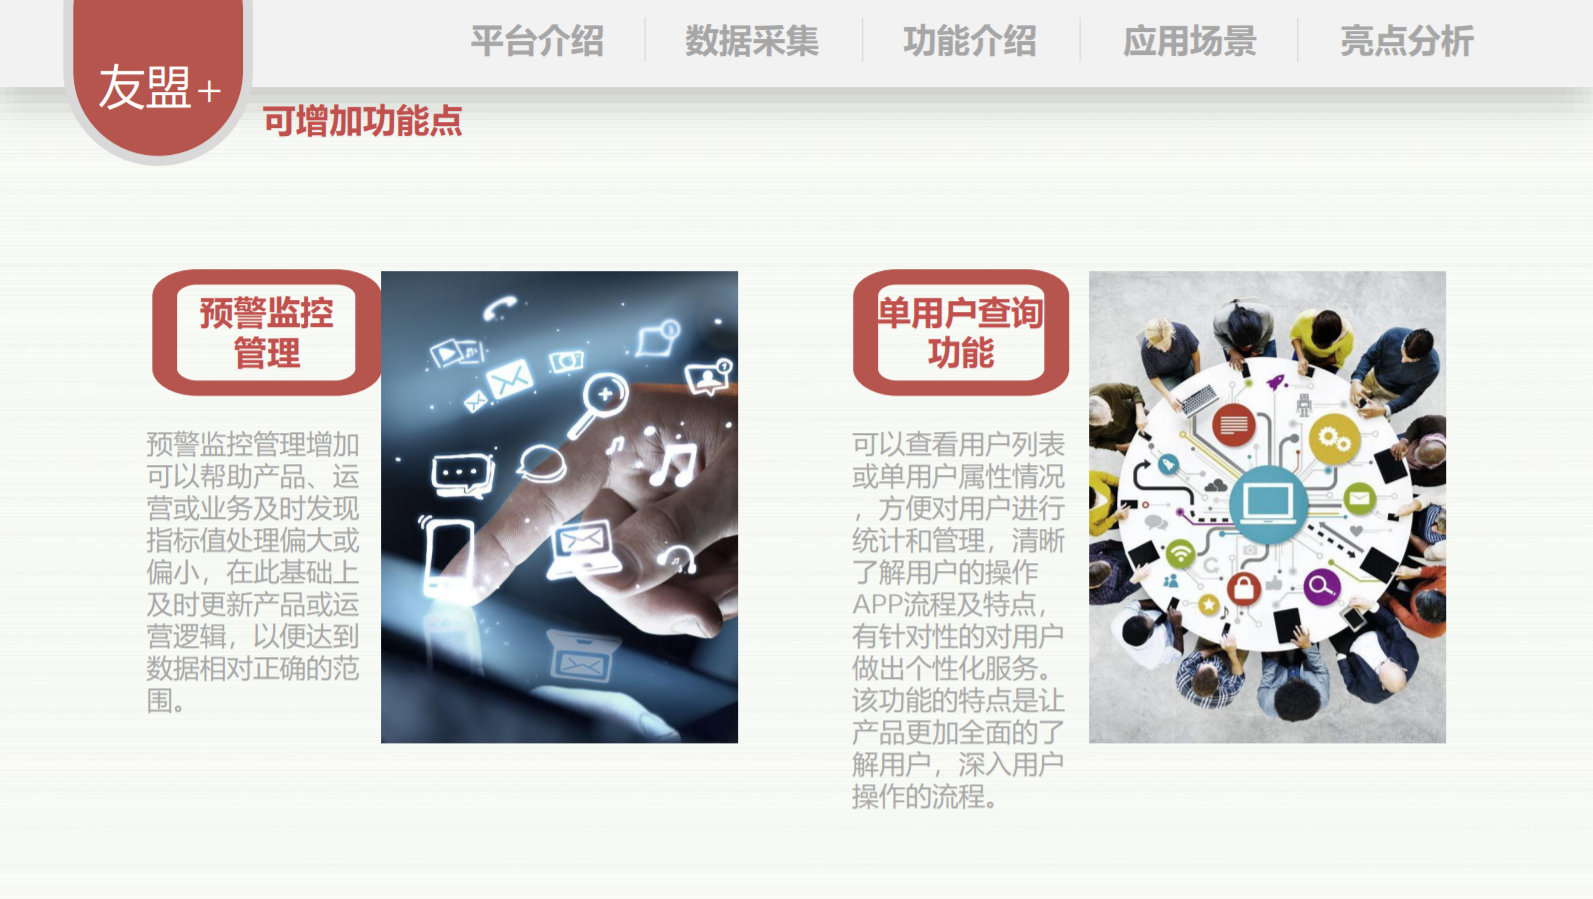 平台介绍
数据采集
功能介绍
应用场景
亮点分析
友盟+
可增加功能点
预警监控
管理
预警监控管理增加
可以帮助产品、运
营或业务及时发现
指标值处理偏大或
偏小，在此基础上
及时更新产品或运
营逻辑，以便达到
数据相对正确的范
围。
单用户查询
功能
可以查看用户列表
或单用户属性情况
，方便对用户进行
统计和管理，清晰
了解用户的操作
APP流程及特点，
有针对性的对用户
做出个性化服务。
该功能的特点是让
产品更加全面的了
解用户，深入用户
操作的流程。